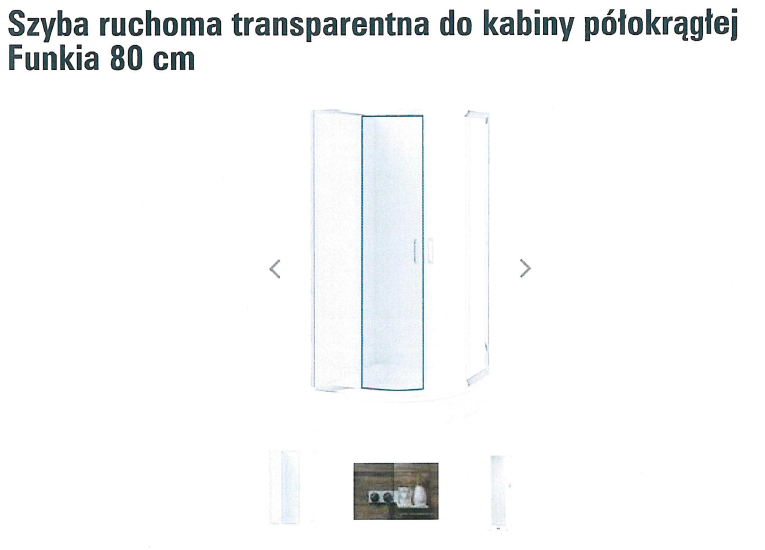 Szyba ruchoma transparentna do kabiny półokrągłej
Funkia 80 cm